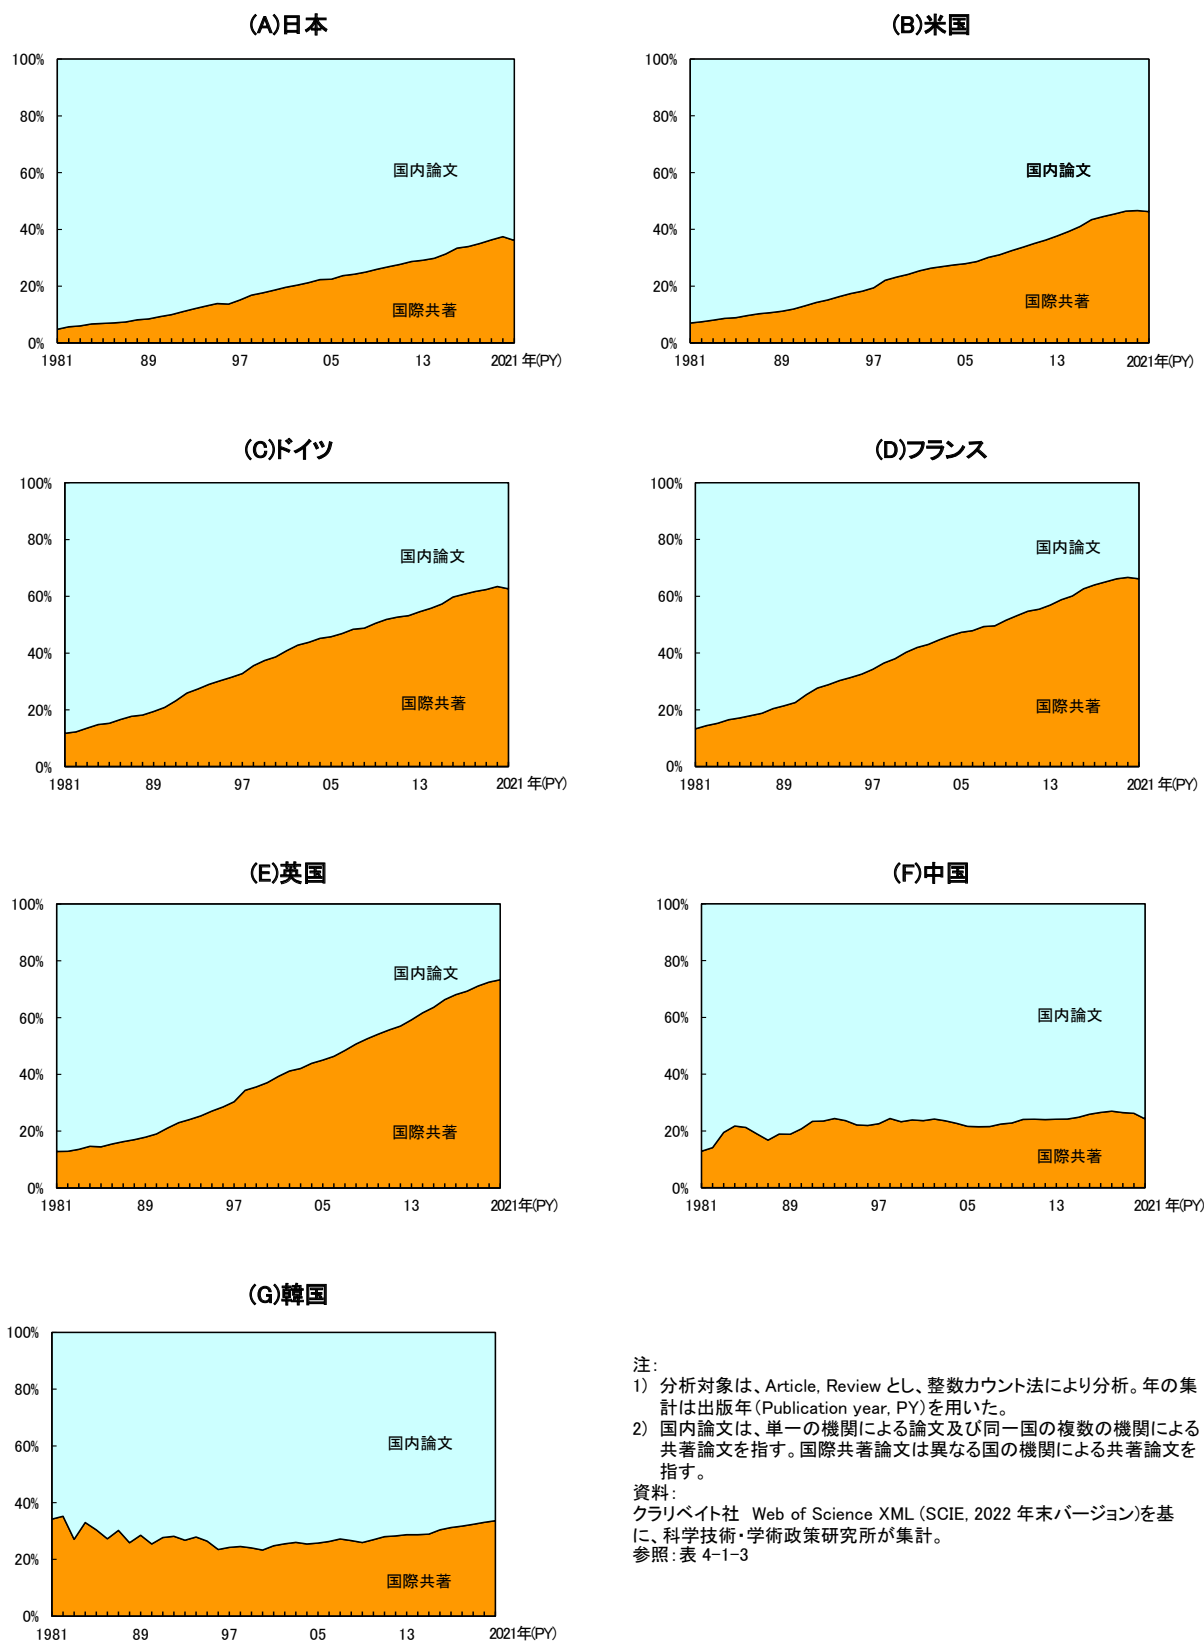 (A)日本
100%
80%
60%
40%
20%
0%
国内論文
国際共著
1981 89 97 05 13 2021 年(PY)
(B)米国
100%
80%
60%
40%
20%
0%
国内論文
国際共著
1981 89 97 05 13 2021年(PY)
(C)ドイツ
100%
80%
60%
40%
20%
0%
国内論文
国際共著
1981 89 97 05 13 2021 年(PY)
(D)フランス
100%
80%
60%
40%
20%
0%
国内論文
国際共著
1981 89 97 05 13 2021 年(PY)
(E)英国
100%
80%
60%
40%
20%
0%
国内論文
国際共著
1981 89 97 05 13 2021年(PY)
(F)中国
100%
80%
60%
40%
20%
0%
国内論文
国際共著
1981 89 97 05 13 2021 年(PY)
(G)韓国
100%
80%
60%
40%
20%
0%
国内論文
国際共著
1981 89 97 05 13 2021年(PY)
注:
1) 分析対象は、Article, Review とし、整数カウント法により分析。年の集
計は出版年(Publication year, PY)を用いた。
2) 国内論文は、単一の機関による論文及び同一国の複数の機関による
共著論文を指す。国際共著論文は異なる国の機関による共著論文を
指す。
資料:
クラリベイト社 Web of Science XML (SCIE, 2022 年末バージョン)を基
に、科学技術・学術政策研究所が集計。
参照:表 4-1-3